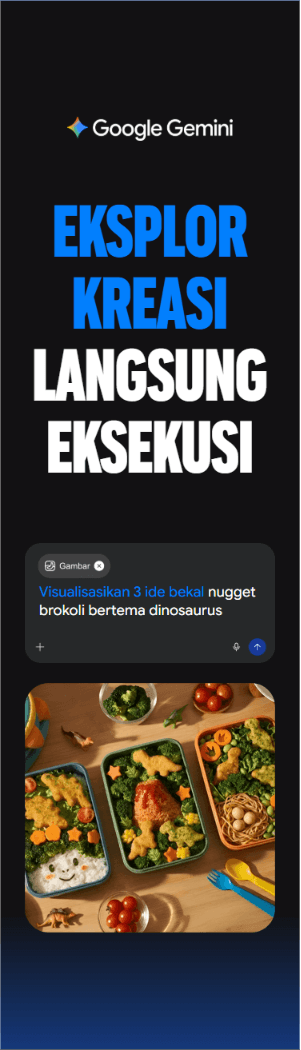 Google Gemini
EKSPLOR
KREASI
LANGSUNG
EKSEKUSI
Gambar
Visualisasikan 3 ide bekal nugget
brokoli bertema dinosaurus